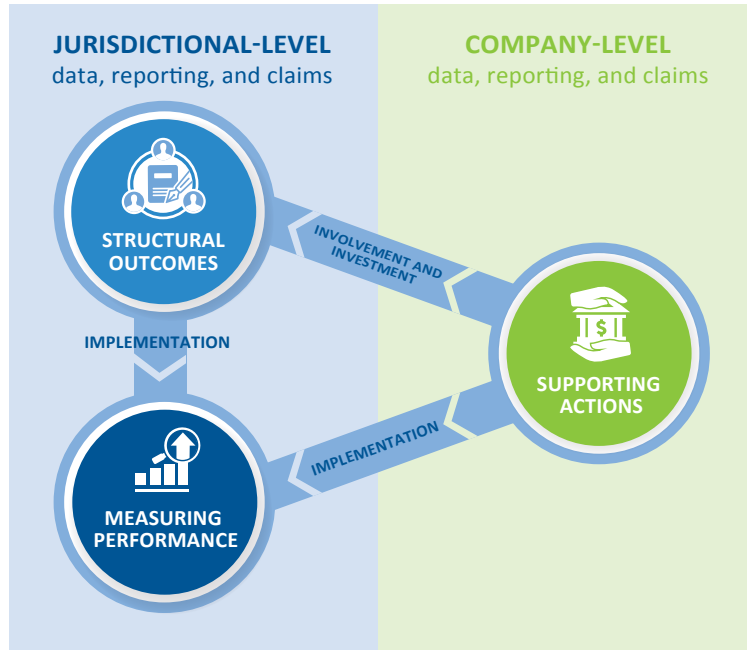 JURISDICTIONAL-LEVEL
data, reporting, and claims
COMPANY-LEVEL
data, reporting, and claims
STRUCTURAL
OUTCOMES
INVOLVEMENT AND
INVESTMENT
IMPLEMENTATION
$
SUPPORTING
ACTIONS
IMPLEMENTATION
MEASURING
PERFORMANCE